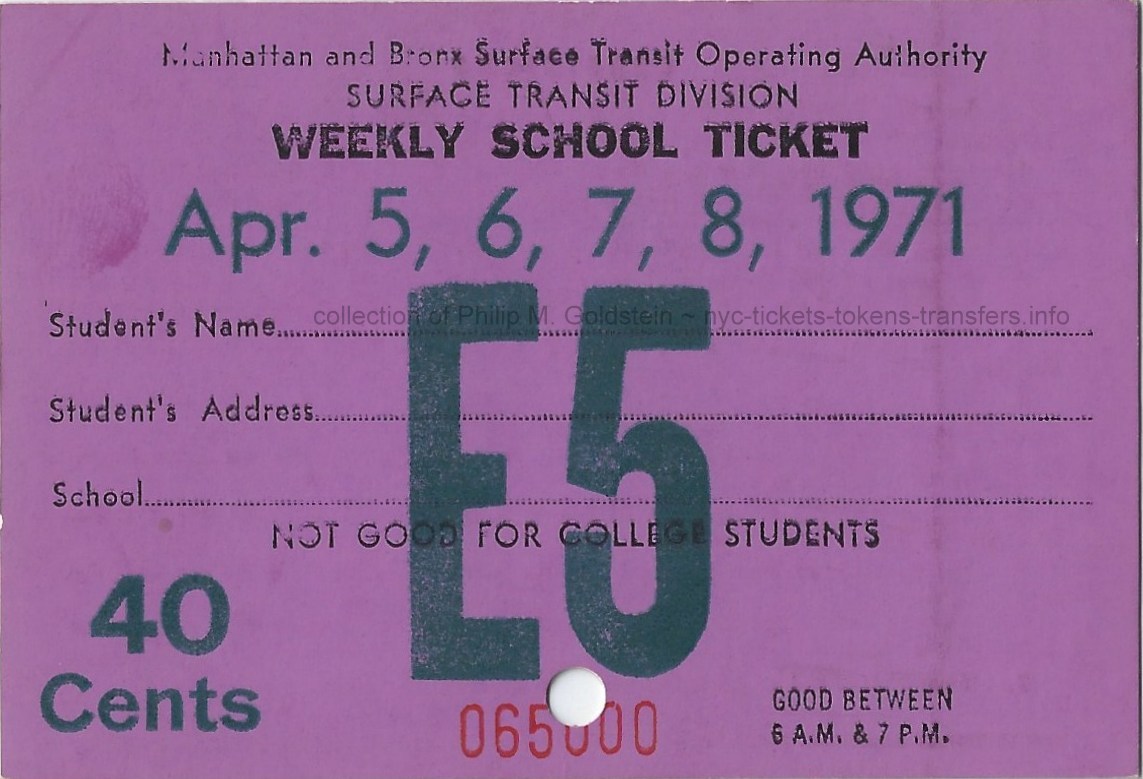 Manhattan and Bronx Surface Transit Operating Authority
SURFACE TRANSIT DIVISION
WEEKLY SCHOOL TICKET
Apr. 5, 6, 7, 8, 1971
collection of Philip M. Goldstein ~ nyc-tickets-tokens-transfers.info
Student's Name
Student's Address
School
E5
NOT GOOD FOR COLLEGE STUDENTS
40
Cents
065000
GOOD BETWEEN
6 A.M. & 7 P.M.